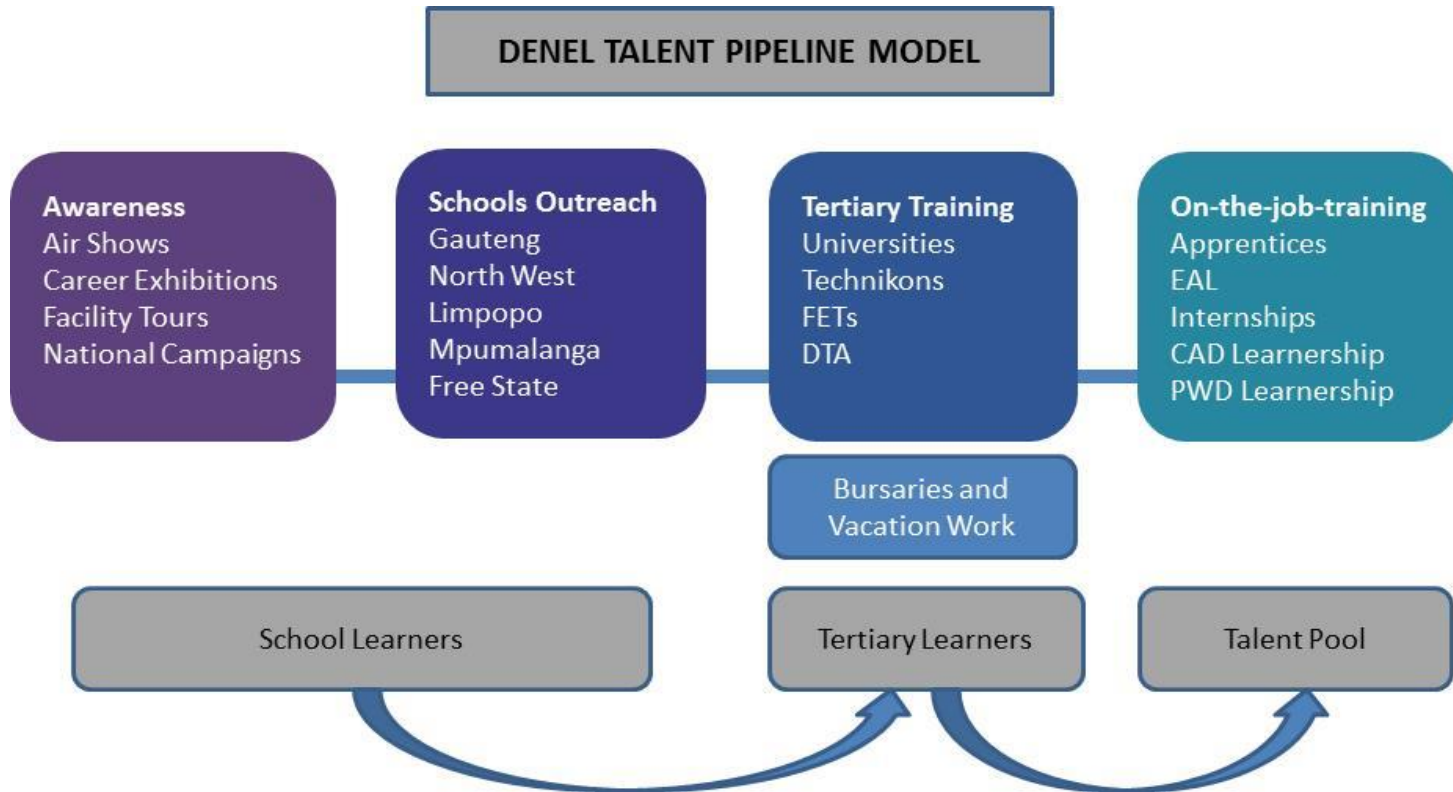 DENEL TALENT PIPELINE MODEL
Awareness
Air Shows
Career Exhibitions
Facility Tours
National Campaigns
Schools Outreach
Gauteng
North West
Limpopo
Mpumalanga
Free State
Tertiary Training
Universities
Technikons
FETs
DTA
On-the-job-training
Apprentices
EAL
Internships
CAD Learnership
PWD Learnership
Bursaries and
Vacation Work
School Learners
Tertiary Learners
Talent Pool